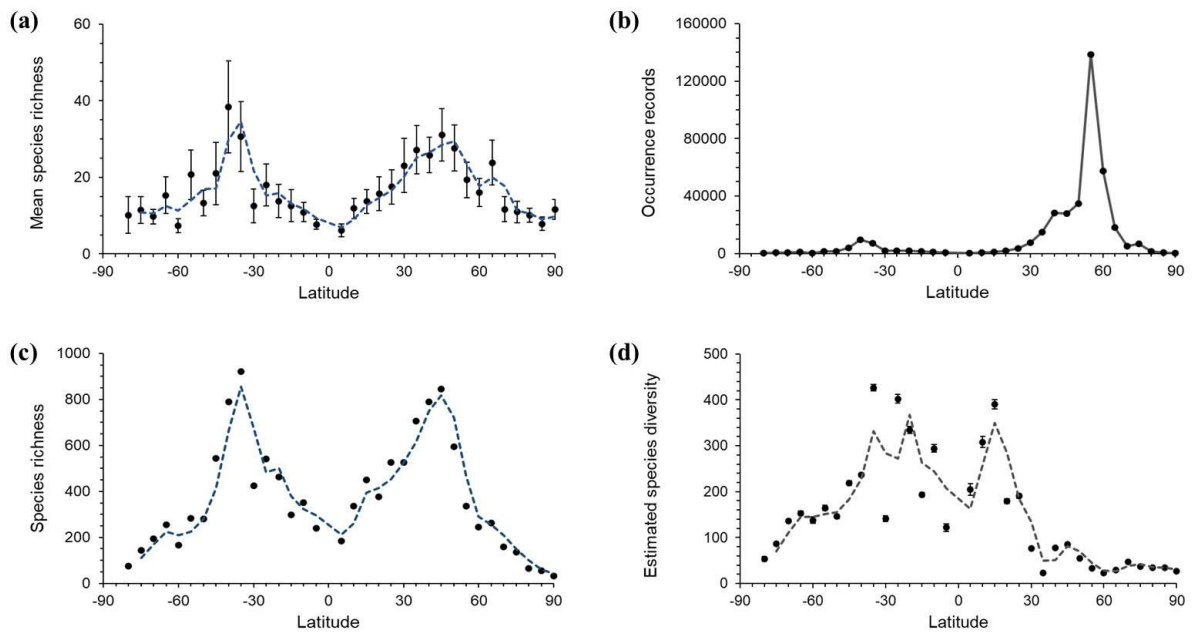 (a)
Mean species richness
60
40
20
0
-90 -60 -30 0 30 60 90
Latitude
(b)
Occurrence records
160000
120000
80000
40000
0
-90 -60 -30 0 30 60 90
Latitude
(c)
Species richness
1000
800
600
400
200
0
-90 -60 -30 0 30 60 90
Latitude
(d)
Estimated species diversity
500
400
300
200
100
0
-90 -60 -30 0 30 60 90
Latitude